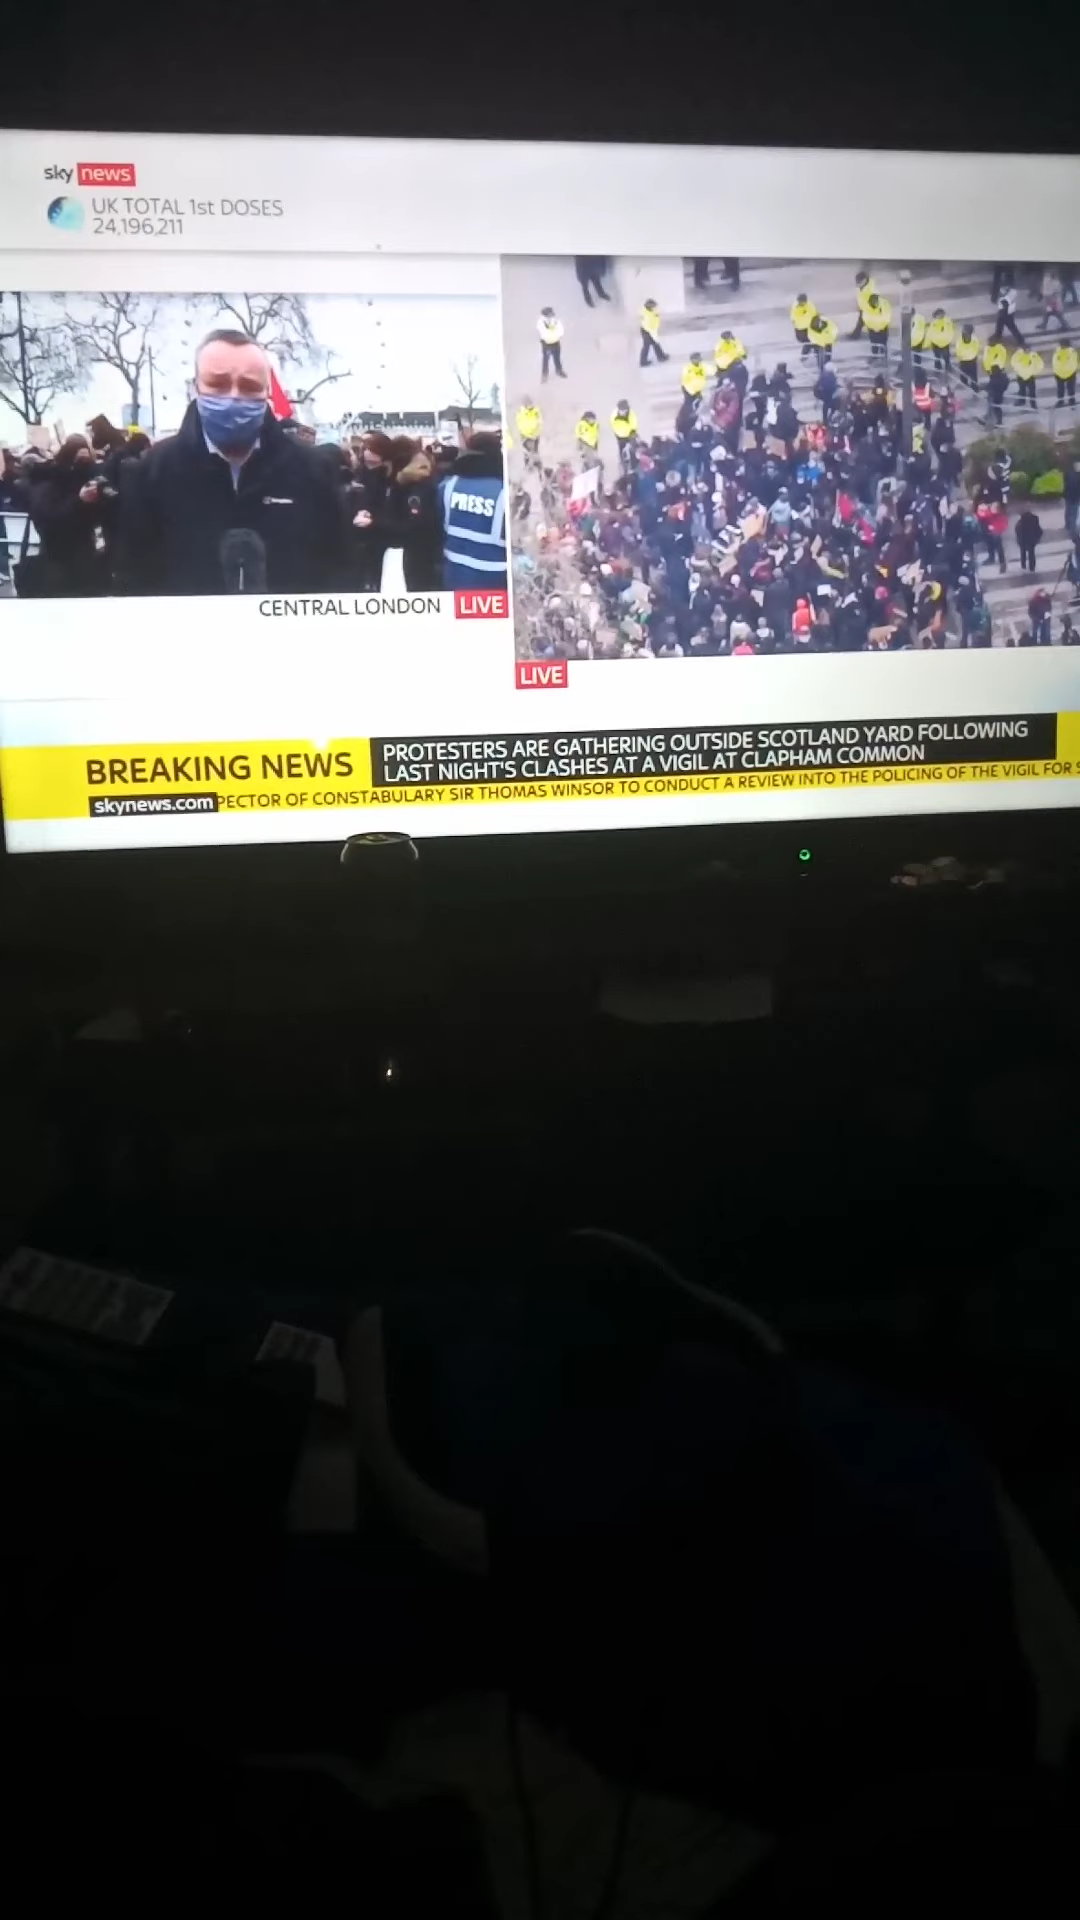 sky news
UK TOTAL 1st DOSES
24,196,211
PRESS
CENTRAL LONDON LIVE
LIVE
BREAKING NEWS
PROTESTERS ARE GATHERING OUTSIDE SCOTLAND YARD FOLLOWING
LAST NIGHT'S CLASHES AT A VIGIL AT CLAPHAM COMMON
skynews.com PECTOR OF CONSTABULARY SIR THOMAS WINSOR TO CONDUCT A REVIEW INTO THE POLICING OF THE VIGIL FOR S